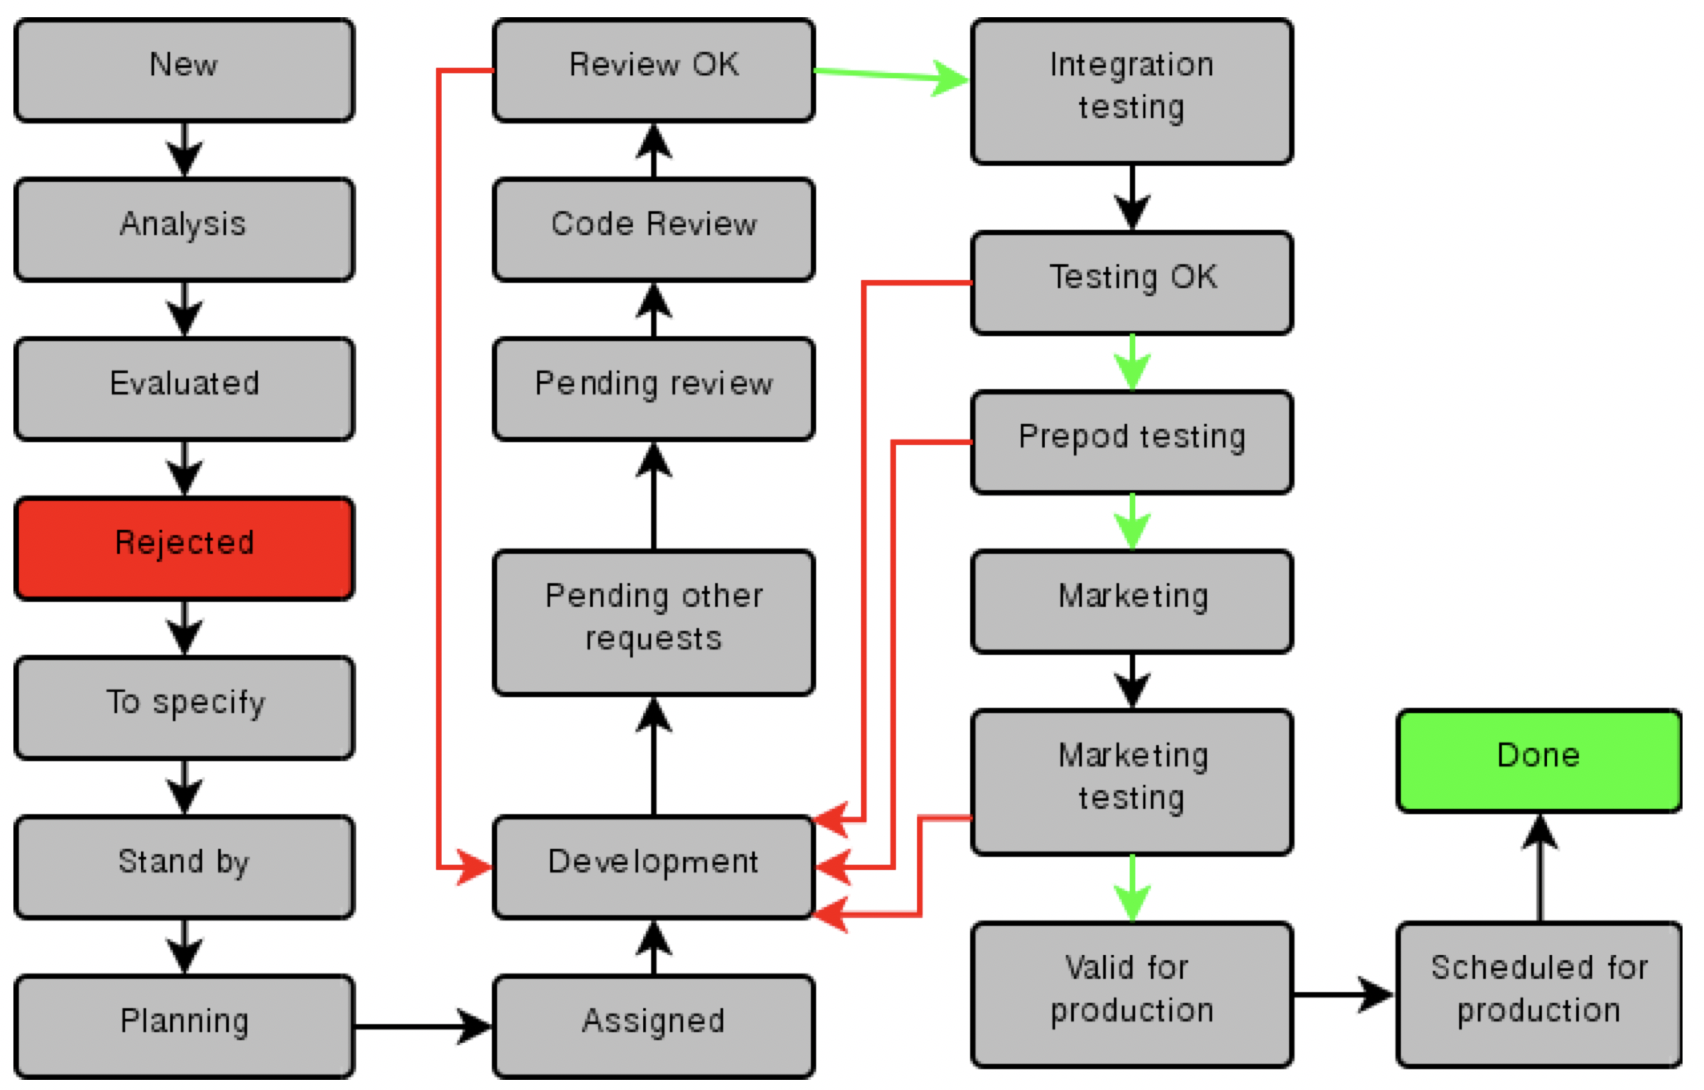 New
Analysis
Evaluated
Rejected
To specify
Stand by
Planning
Review OK
Code Review
Pending review
Pending other
requests
Development
Assigned
Integration
testing
Testing OK
Prepod testing
Marketing
Marketing
testing
Valid for
production
Done
Scheduled for
production